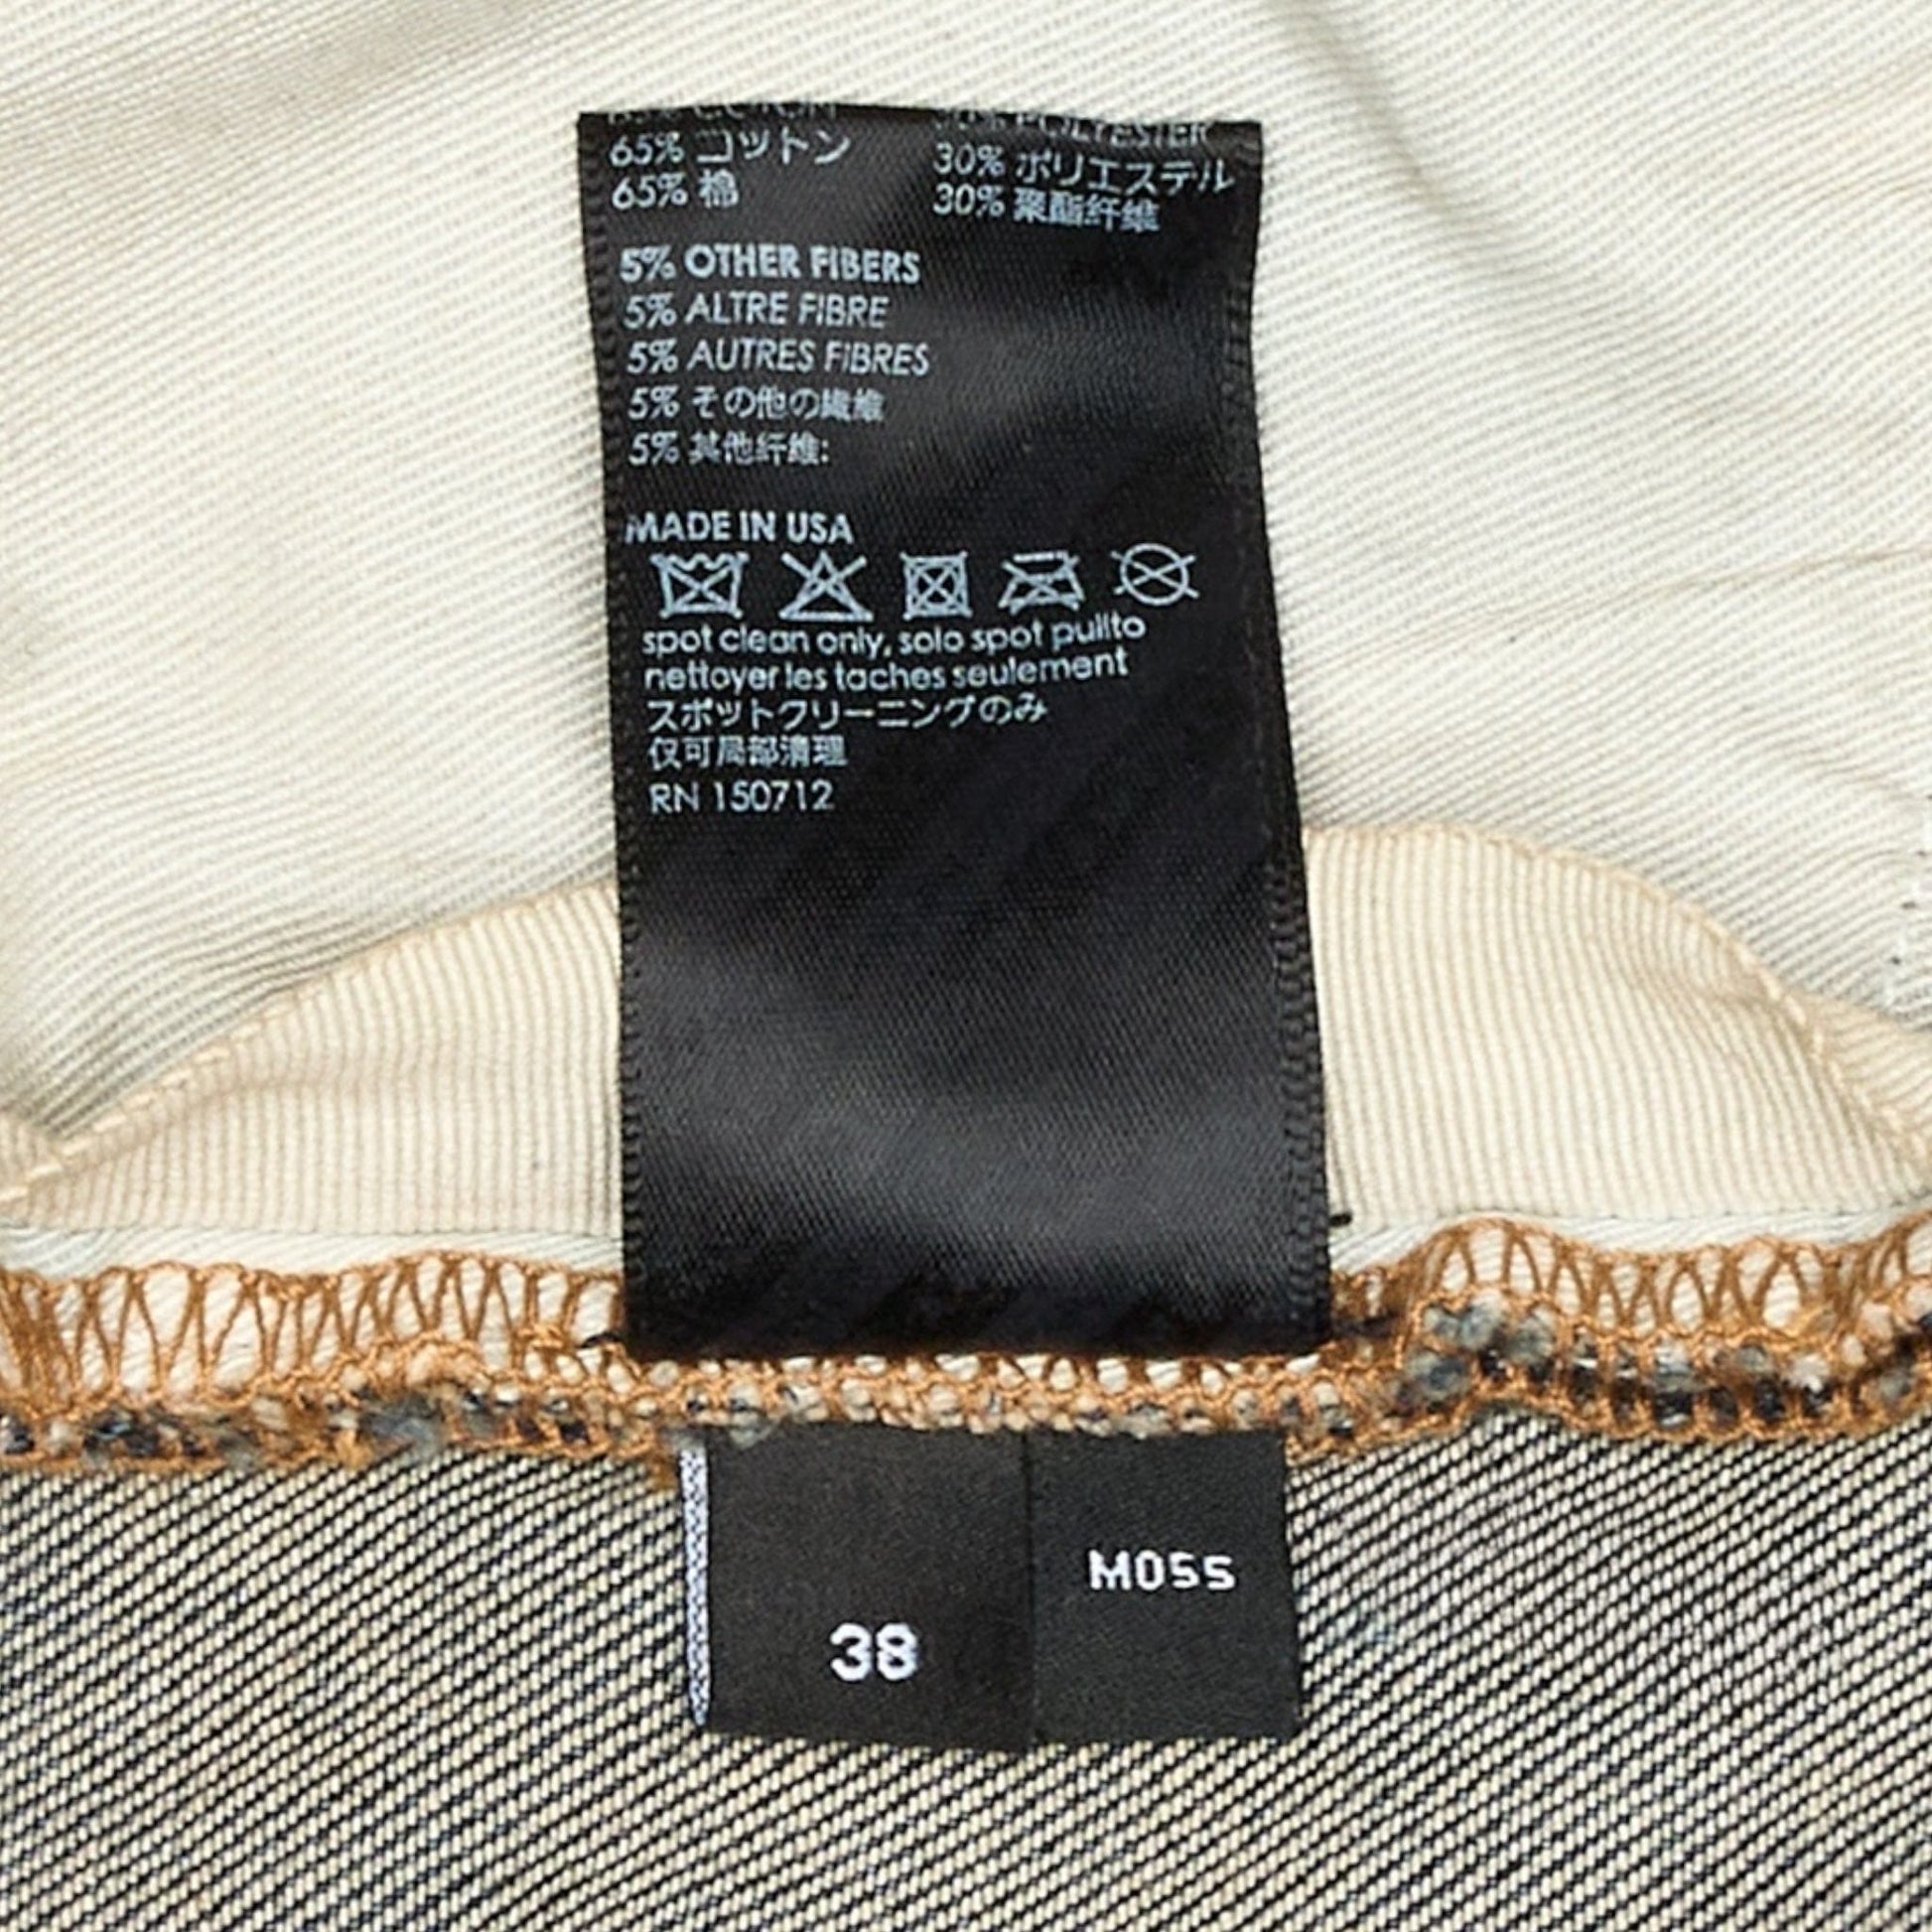 65% コットン
65% 棉
POLYESTER
30% ポリエステル
30% 聚酯纤维
5% OTHER FIBERS
5% ALTRE FIBRE
5% AUTRES FIBRES
5% その他の繊維
5% 其他纤维:
MADE IN USA
spot clean only, solo spot pulito
nettoyer les taches seulement
スポットクリーニングのみ
仅可局部清理
RN 150712
38
MOSS